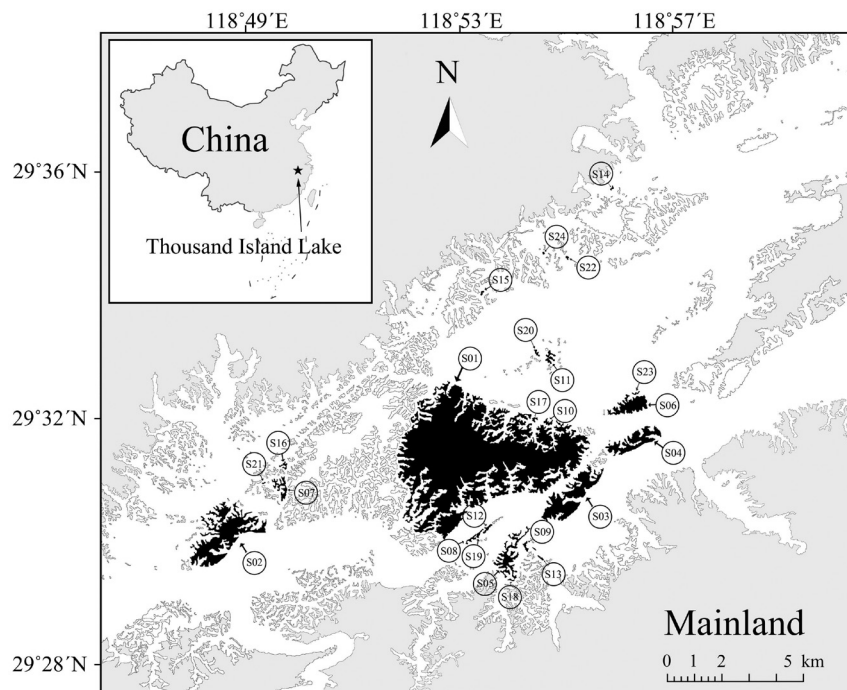 118°49′E 118°53′E 118°57′E
N
China
Thousand Island Lake
29°36′N
S14
S24
S22
S15
S20
S01
S11
S23
29°32′N
S17
S10
S06
S04
S16
S21
S07
S12
S03
S09
S08
S19
S02
S05
S13
S18
Mainland
29°28′N
0 1 2 5 km